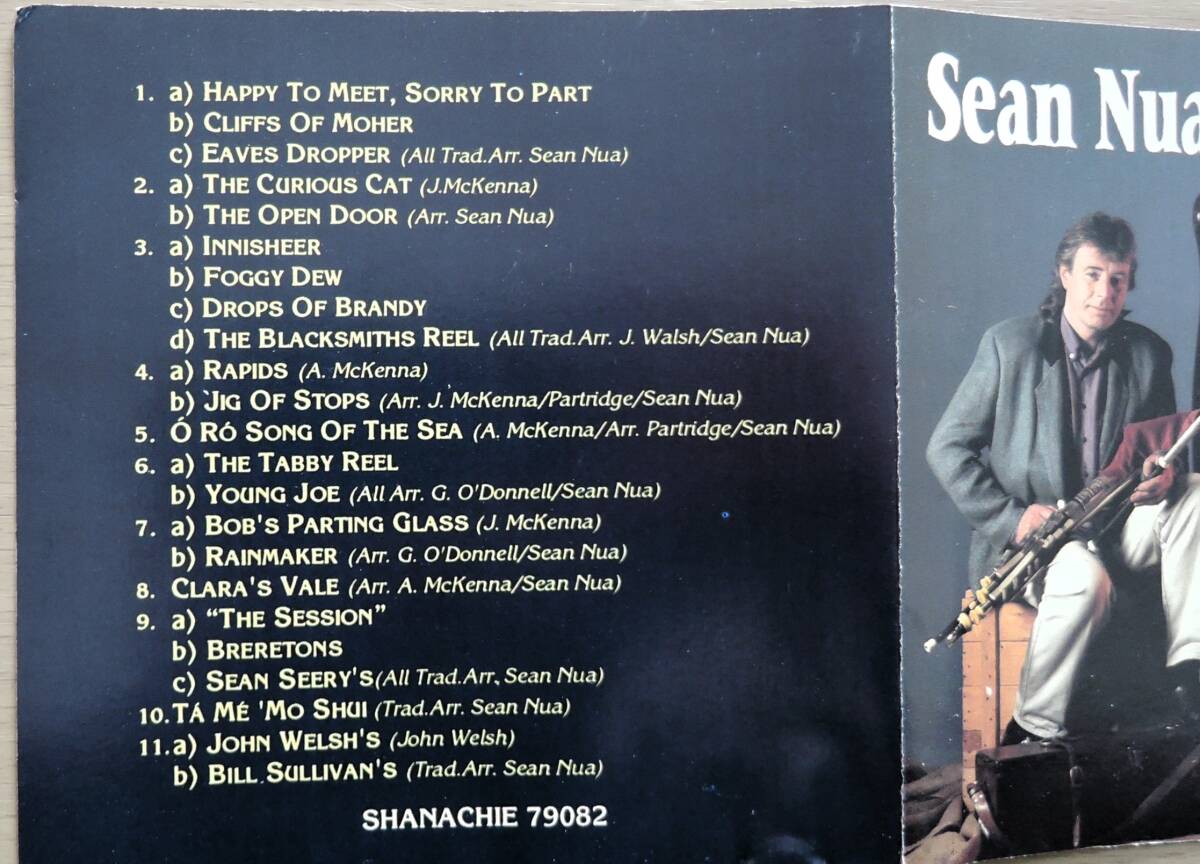 1. a) HAPPY TO MEET, SORRY TO PART
b) CLIFFS OF MOHER
c) EAVES DROPPER (All Trad.Arr. Sean Nua)
2. a) THE CURIOUS CAT (J.McKenna)
b) THE OPEN DOOR (Arr. Sean Nua)
3. a) INNISHEER
b) FOGGY DEW
c) DROPS OF BRANDY
d) THE BLACKSMITHS REEL (All Trad.Arr. J. Walsh/Sean Nua)
4. a) RAPIDS (A. McKenna)
b) JIG OF STOPS (Arr. J. McKenna/Partridge/Sean Nua)
5. Ó RÓ SONG OF THE SEA (A. McKenna/Arr. Partridge/Sean Nua)
6. a) THE TABBY REEL
b) YOUNG JOE (All Arr. G. O'Donnell/Sean Nua)
7. a) BOB'S PARTING GLASS (J. McKenna)
b) RAINMAKER (Arr. G. O'Donnell/Sean Nua)
8. CLARA'S VALE (Arr. A. McKenna/Sean Nua)
9. a) "THE SESSION"
b) BRERETONS
c) SEAN SEERY'S (All Trad.Arr. Sean Nua)
10. TÁ MÉ 'MO SHUI (Trad.Arr. Sean Nua)
11. a) JOHN WELSH'S (John Welsh)
b) BILL SULLIVAN'S (Trad.Arr. Sean Nua)
SHANACHIE 79082
Sean Nua